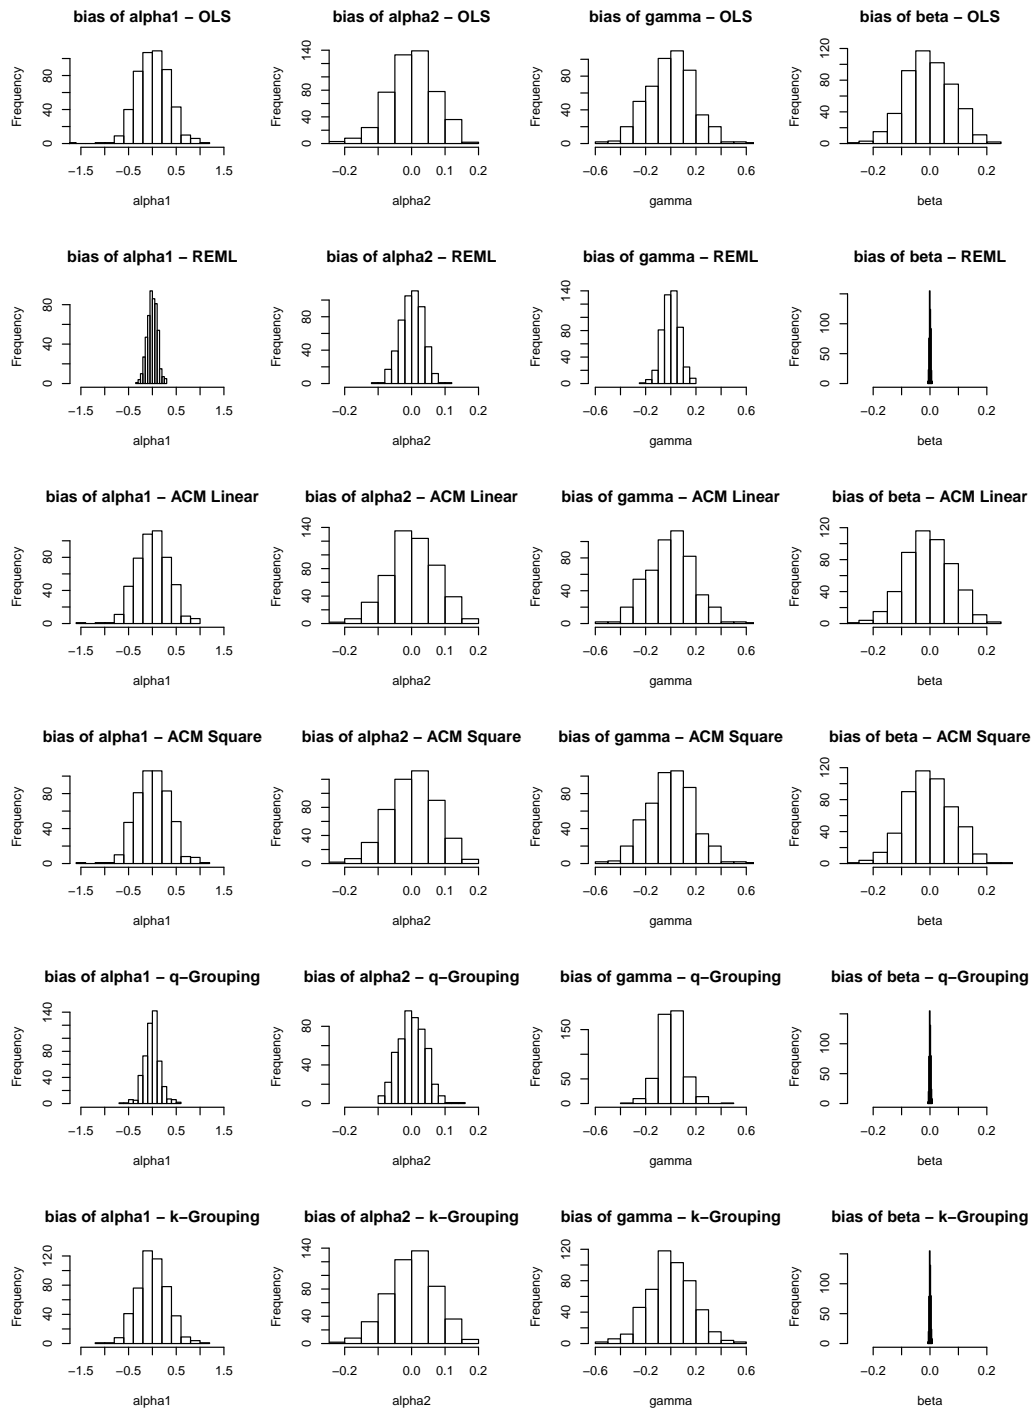 bias of alpha1 − OLS
bias of alpha2 − OLS
bias of gamma − OLS
bias of beta − OLS
Frequency
0 40 80
−1.5 −0.5 0.5 1.5
alpha1
Frequency
0 40 80 140
−0.2 0.0 0.1 0.2
alpha2
Frequency
0 40 80
−0.6 −0.2 0.2 0.6
gamma
Frequency
0 40 80 120
−0.2 0.0 0.2
beta
bias of alpha1 − REML
bias of alpha2 − REML
bias of gamma − REML
bias of beta − REML
Frequency
0 40 80
−1.5 −0.5 0.5 1.5
alpha1
Frequency
0 40 80
−0.2 0.0 0.1 0.2
alpha2
Frequency
0 40 80 140
−0.6 −0.2 0.2 0.6
gamma
Frequency
0 50 150
−0.2 0.0 0.2
beta
bias of alpha1 − ACM Linear
bias of alpha2 − ACM Linear
bias of gamma − ACM Linear
bias of beta − ACM Linear
Frequency
0 40 80
−1.5 −0.5 0.5 1.5
alpha1
Frequency
0 40 80 140
−0.2 0.0 0.1 0.2
alpha2
Frequency
0 40 80
−0.6 −0.2 0.2 0.6
gamma
Frequency
0 40 80 120
−0.2 0.0 0.2
beta
bias of alpha1 − ACM Square
bias of alpha2 − ACM Square
bias of gamma − ACM Square
bias of beta − ACM Square
Frequency
0 40 80
−1.5 −0.5 0.5 1.5
alpha1
Frequency
0 40 80
−0.2 0.0 0.1 0.2
alpha2
Frequency
0 40 80
−0.6 −0.2 0.2 0.6
gamma
Frequency
0 40 80 120
−0.2 0.0 0.2
beta
bias of alpha1 − q−Grouping
bias of alpha2 − q−Grouping
bias of gamma − q−Grouping
bias of beta − q−Grouping
Frequency
0 40 80 140
−1.5 −0.5 0.5 1.5
alpha1
Frequency
0 40 80
−0.2 0.0 0.1 0.2
alpha2
Frequency
0 50 150
−0.6 −0.2 0.2 0.6
gamma
Frequency
0 50 150
−0.2 0.0 0.2
beta
bias of alpha1 − k−Grouping
bias of alpha2 − k−Grouping
bias of gamma − k−Grouping
bias of beta − k−Grouping
Frequency
0 40 80 120
−1.5 −0.5 0.5 1.5
alpha1
Frequency
0 40 80 140
−0.2 0.0 0.1 0.2
alpha2
Frequency
0 40 80 120
−0.6 −0.2 0.2 0.6
gamma
Frequency
0 50 150
−0.2 0.0 0.2
beta